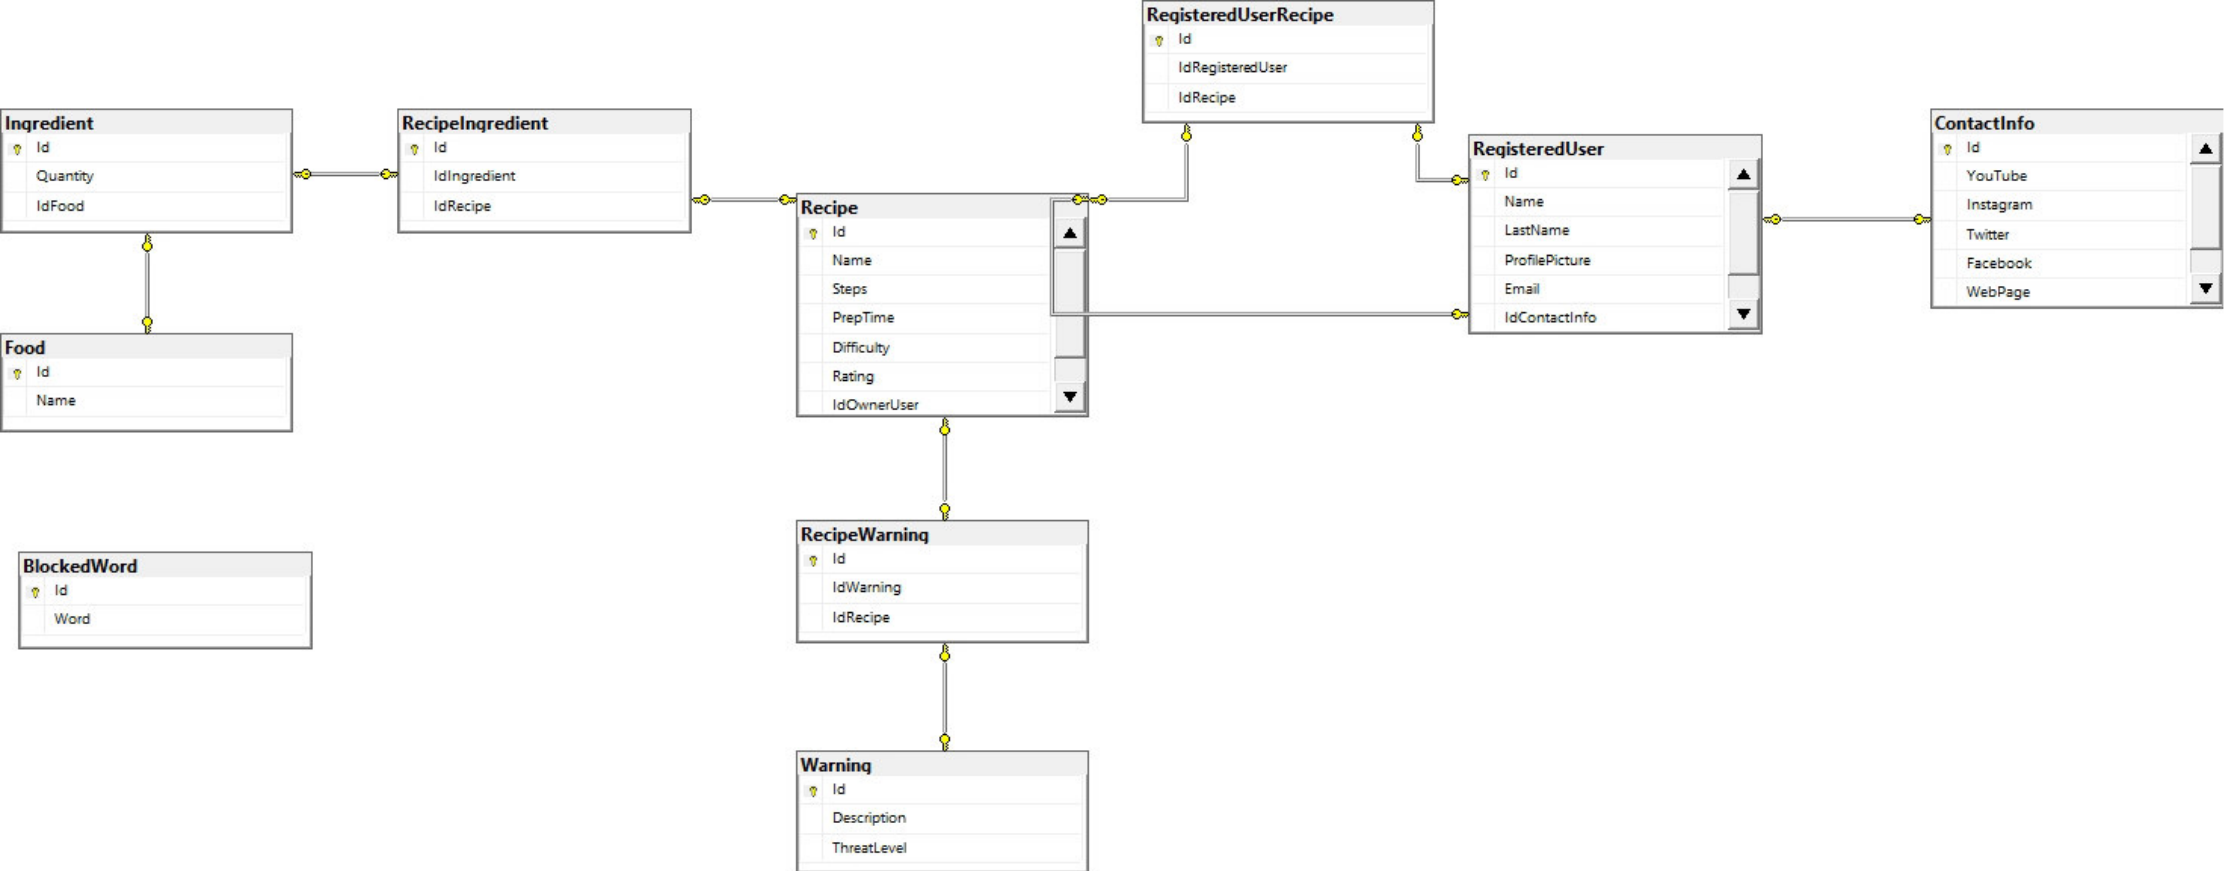 RegisteredUserRecipe
Id
IdRegisteredUser
IdRecipe
Ingredient
Id
Quantity
IdFood
RecipeIngredient
Id
IdIngredient
IdRecipe
Recipe
Id
Name
Steps
PrepTime
Difficulty
Rating
IdOwnerUser
RegisteredUser
Id
Name
LastName
ProfilePicture
Email
IdContactInfo
ContactInfo
Id
YouTube
Instagram
Twitter
Facebook
WebPage
Food
Id
Name
BlockedWord
Id
Word
RecipeWarning
Id
IdWarning
IdRecipe
Warning
Id
Description
ThreatLevel